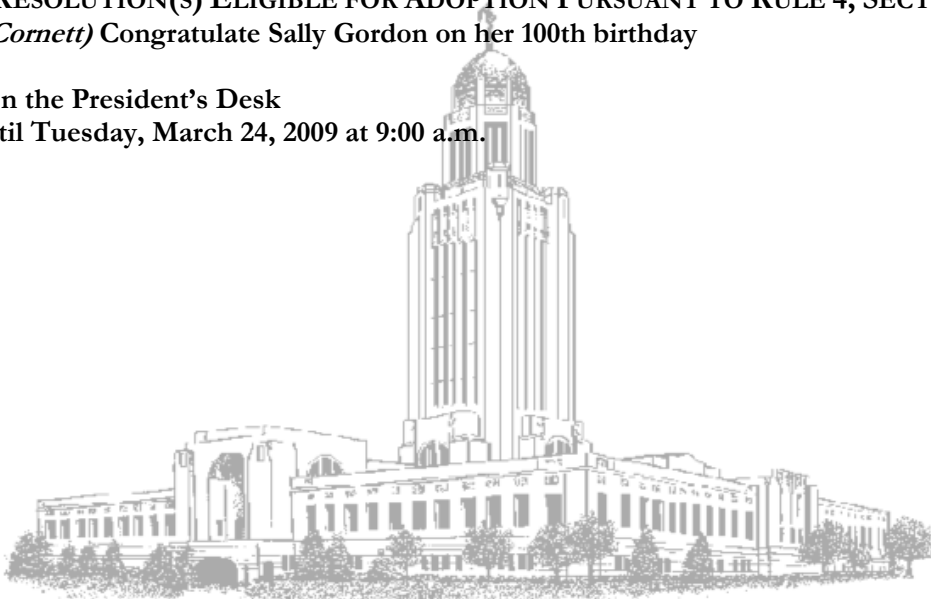 RESOLUTION(S) ELIGIBLE FOR ADOPTION PURSUANT TO RULE 4, SECT
Cornett) Congratulate Sally Gordon on her 100th birthday
n the President's Desk
til Tuesday, March 24, 2009 at 9:00 a.m.